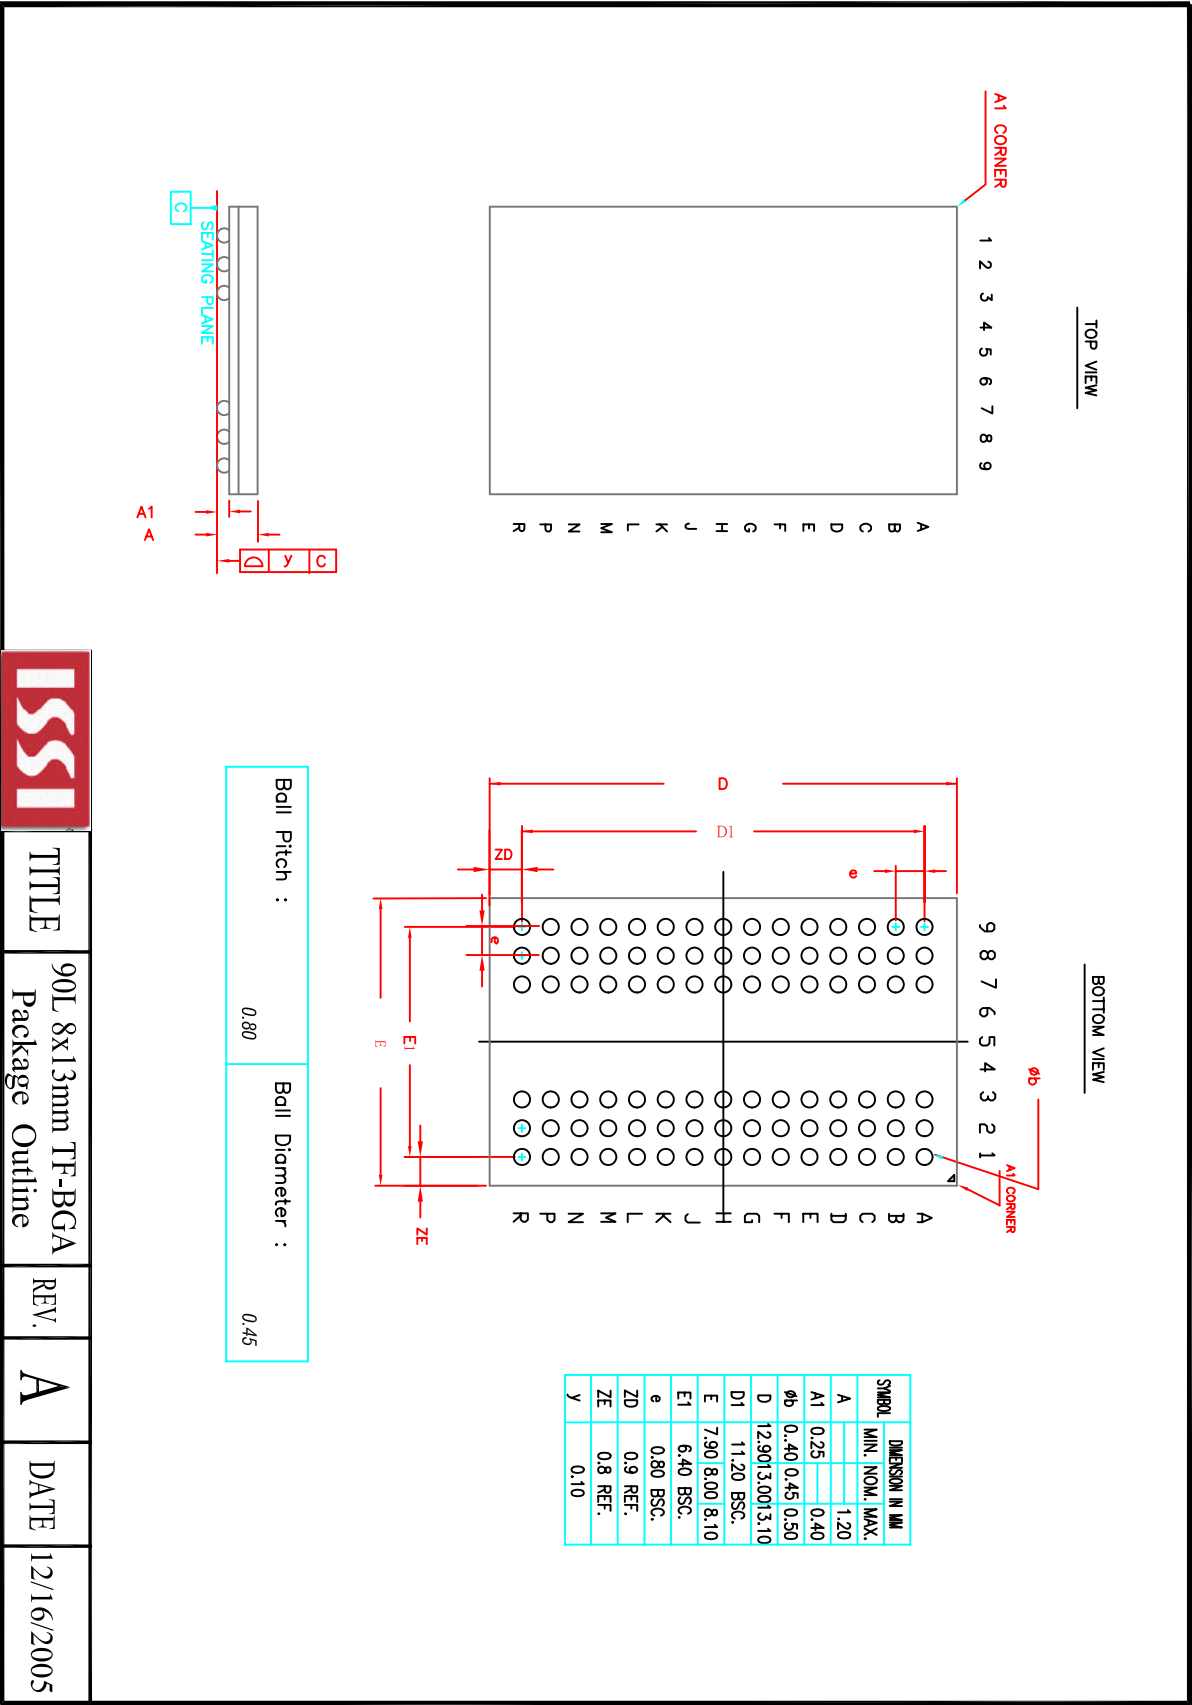 TOP VIEW
A1 CORNER
1 2 3 4 5 6 7 8 9
A
B
C
D
E
F
G
H
J
K
L
M
N
P
R
C
SEATING PLANE
A1
A
y C
BOTTOM VIEW
Øb
A1 CORNER
9 8 7 6 5 4 3 2 1
A
B
C
D
E
F
G
H
J
K
L
M
N
P
R
D
D1
ZD
e
e
E1
E
ZE
SYMBOL DIMENSION IN MM
MIN. NOM. MAX.
A 1.20
A1 0.25 0.40
Øb 0..40 0.45 0.50
D 12.90 13.00 13.10
D1 11.20 BSC.
E 7.90 8.00 8.10
E1 6.40 BSC.
e 0.80 BSC.
ZD 0.9 REF.
ZE 0.8 REF.
y 0.10
Ball Pitch :
0.80
Ball Diameter :
0.45
ISSI
TITLE
90L 8x13mm TF-BGA
Package Outline
REV.
A
DATE
12/16/2005